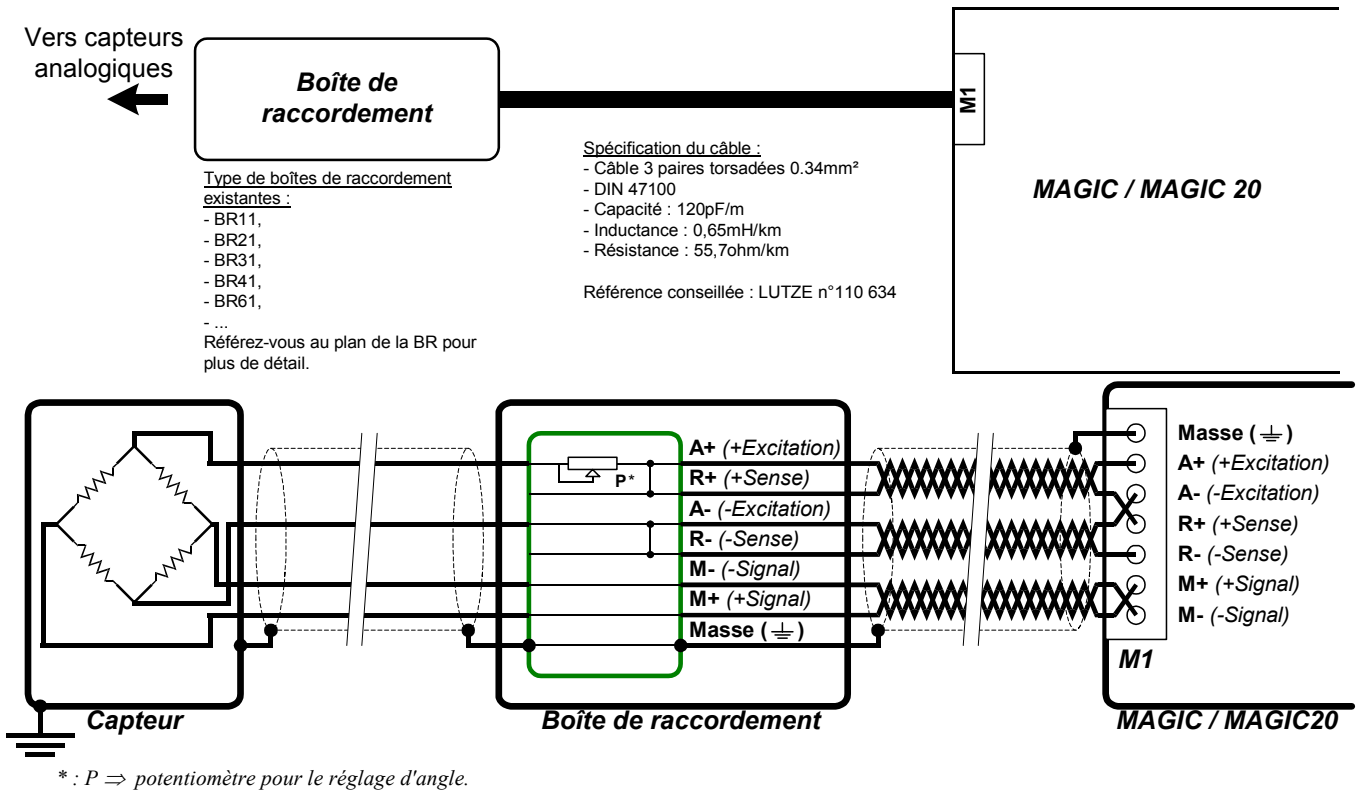 Vers capteurs
analogiques
Boîte de
raccordement
M1
MAGIC / MAGIC 20
Type de boîtes de raccordement
existantes :
- BR11,
- BR21,
- BR31,
- BR41,
- BR61,
- ...
Référez-vous au plan de la BR pour
plus de détail.
Spécification du câble :
- Câble 3 paires torsadées 0.34mm²
- DIN 47100
- Capacité : 120pF/m
- Inductance : 0,65mH/km
- Résistance : 55,7ohm/km
Référence conseillée : LUTZE n°110 634
P*
A+ (+Excitation)
R+ (+Sense)
A- (-Excitation)
R- (-Sense)
M- (-Signal)
M+ (+Signal)
Masse (⏚)
Masse (⏚)
A+ (+Excitation)
A- (-Excitation)
R+ (+Sense)
R- (-Sense)
M+ (+Signal)
M- (-Signal)
M1
Capteur
Boîte de raccordement
MAGIC / MAGIC20
* : P ⇒ potentiomètre pour le réglage d'angle.